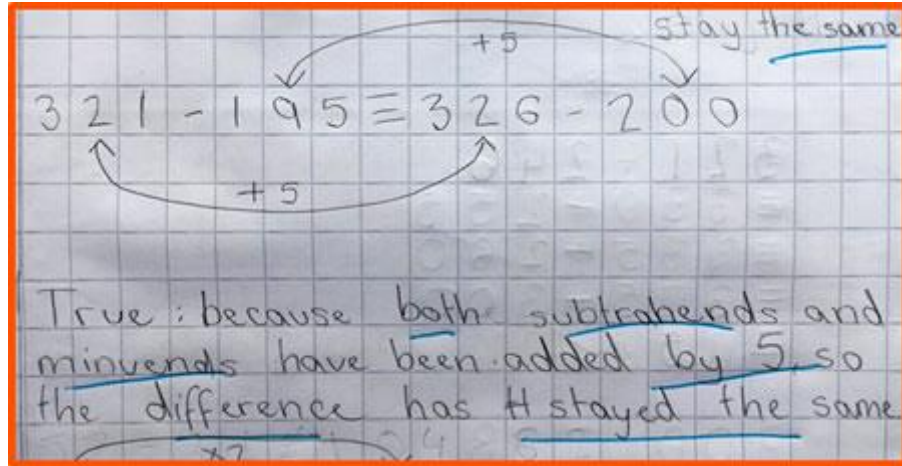 stay the same
+5
321-195≡326-200
+5
True: because both subtrahends and
minuends have been added by 5 so
the difference has stayed the same
x2